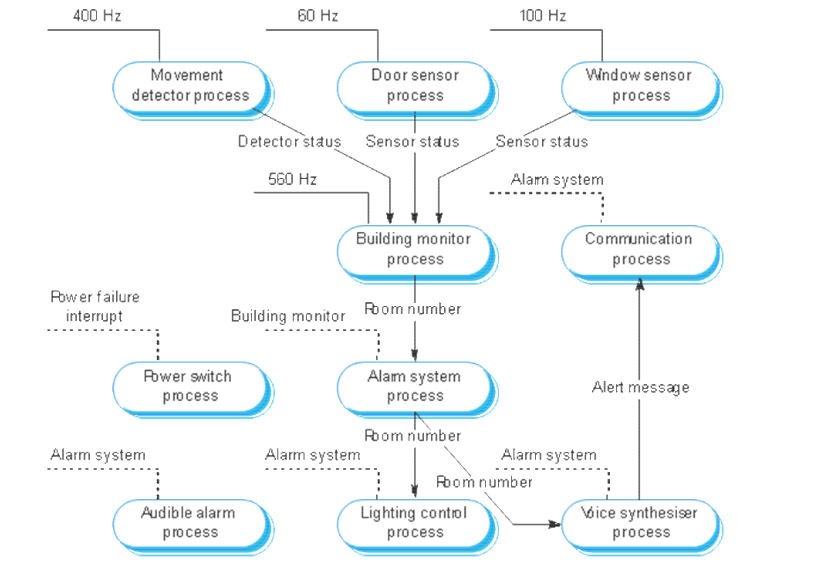 400 Hz
60 Hz
100 Hz
Movement
detector process
Door sensor
process
Window sensor
process
Detector status
Sensor status
Sensor status
560 Hz
Alarm system
Building monitor
process
Communication
process
Power failure
interrupt
Room number
Building monitor
Power switch
process
Alarm system
process
Alert message
Room number
Alarm system
Alarm system
Alarm system
Room number
Audible alarm
process
Lighting control
process
Voice synthesiser
process